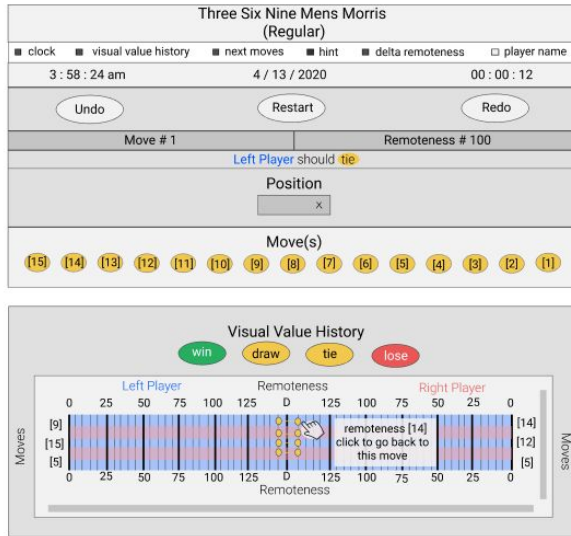 Three Six Nine Mens Morris
(Regular)
clock visual value history next moves hint delta remoteness player name
3 : 58 : 24 am 4 / 13 / 2020 00 : 00 : 12
Undo Restart Redo
Move # 1 Remoteness # 100
Left Player should tie
Position
x
Move(s)
[15] [14] [13] [12] [11] [10] [9] [8] [7] [6] [5] [4] [3] [2] [1]
Visual Value History
win draw tie lose
Left Player Remoteness Right Player
0 25 50 75 100 125 D 125 100 75 50 25 0
[9] [14]
[15] [12]
[5] [5]
Moves
Moves
remoteness [14]
click to go back to
this move
0 25 50 75 100 125 D 125 100 75 50 25 0
Remoteness